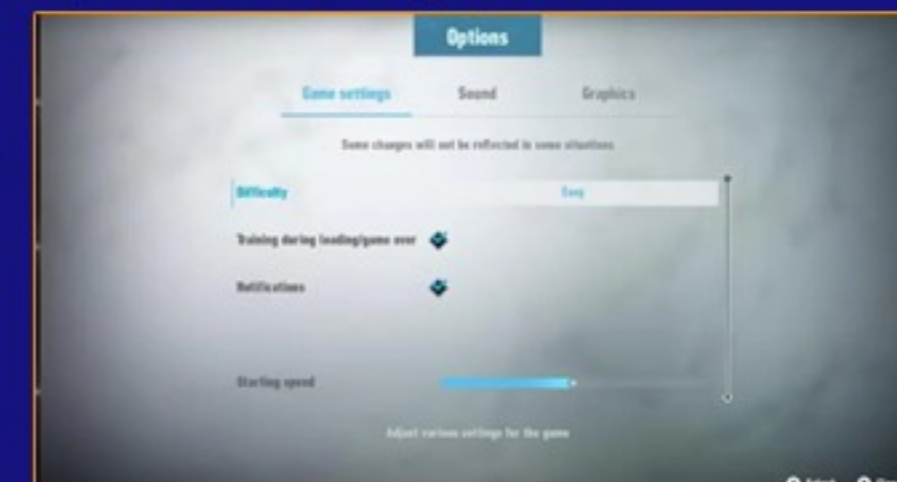 Options
Game settings Sound Graphics
Some changes will not be reflected in some situations
Difficulty Easy
Training during loading/game over
Notifications
Starting speed
Adjust various settings for the game